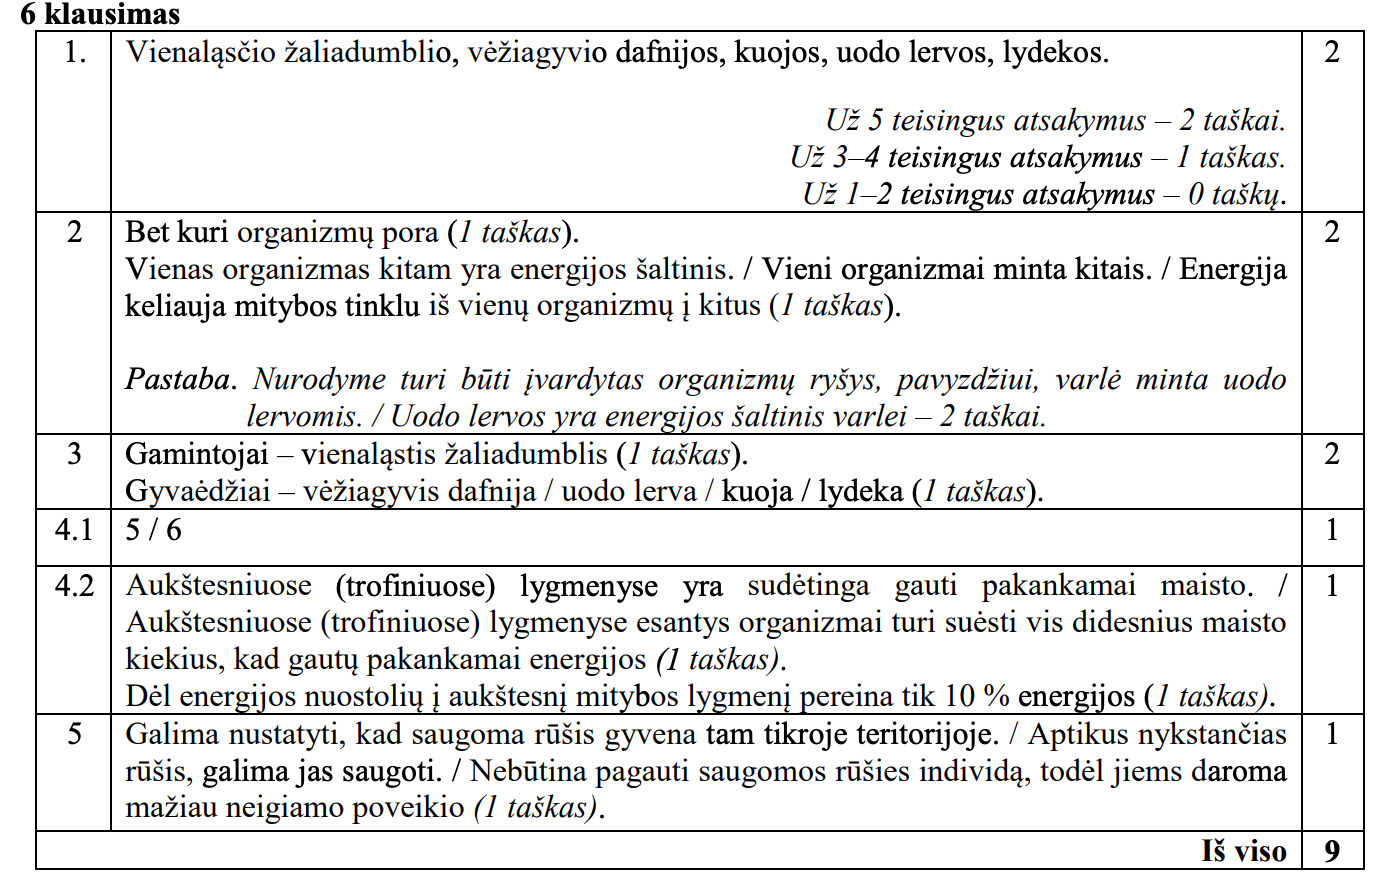 6 klausimas
1. Vienaląsčio žaliadumblio, vėžiagyvio dafnijos, kuojos, uodo lervos, lydekos. 2
Už 5 teisingus atsakymus – 2 taškai.
Už 3–4 teisingus atsakymus – 1 taškas.
Už 1–2 teisingus atsakymus – 0 taškų.
2 Bet kuri organizmų pora (1 taškas). 2
Vienas organizmas kitam yra energijos šaltinis. / Vieni organizmai minta kitais. / Energija
keliauja mitybos tinklu iš vienų organizmų į kitus (1 taškas).
Pastaba. Nurodyme turi būti įvardytas organizmų ryšys, pavyzdžiui, varlė minta uodo
lervomis. / Uodo lervos yra energijos šaltinis varlei – 2 taškai.
3 Gamintojai – vienaląstis žaliadumblis (1 taškas). 2
Gyvaėdžiai – vėžiagyvis dafnija / uodo lerva / kuoja / lydeka (1 taškas).
4.1 5 / 6 1
4.2 Aukštesniuose (trofiniuose) lygmenyse yra sudėtinga gauti pakankamai maisto. / 1
Aukštesniuose (trofiniuose) lygmenyse esantys organizmai turi suėsti vis didesnius maisto
kiekius, kad gautų pakankamai energijos (1 taškas).
Dėl energijos nuostolių į aukštesnį mitybos lygmenį pereina tik 10 % energijos (1 taškas).
5 Galima nustatyti, kad saugoma rūšis gyvena tam tikroje teritorijoje. / Aptikus nykstančias 1
rūšis, galima jas saugoti. / Nebūtina pagauti saugomos rūšies individą, todėl jiems daroma
mažiau neigiamo poveikio (1 taškas).
Iš viso 9